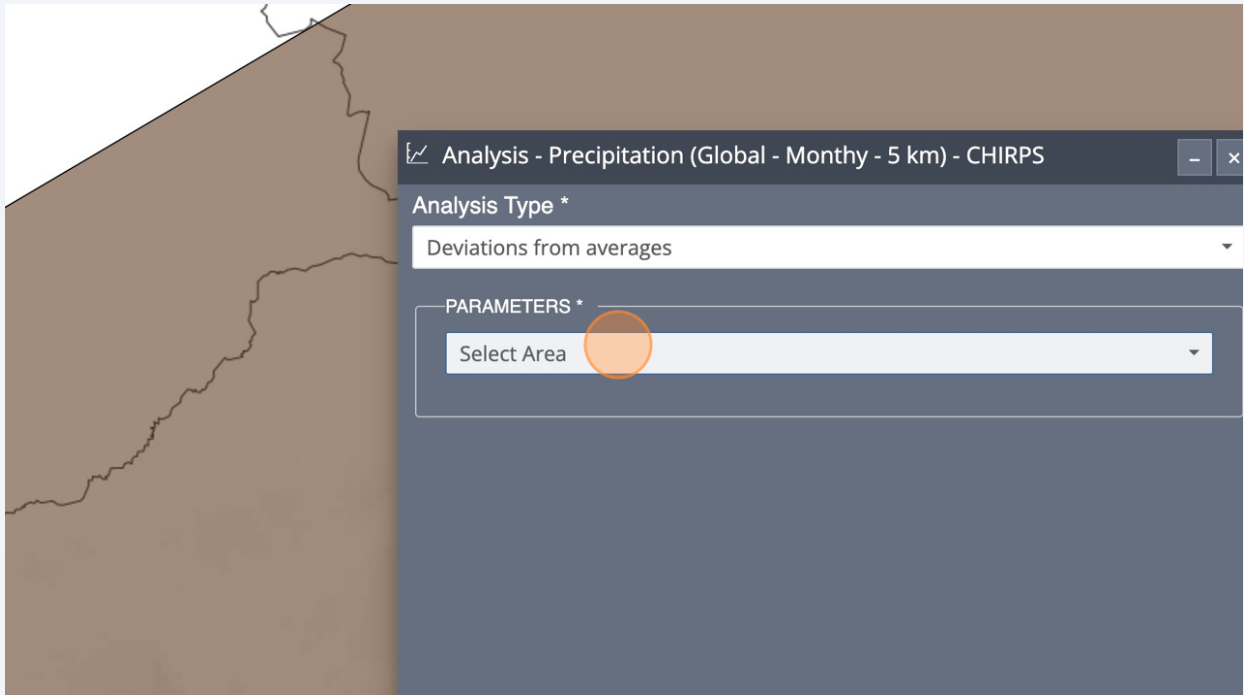 Analysis - Precipitation (Global - Monthy - 5 km) - CHIRPS
Analysis Type *
Deviations from averages
PARAMETERS *
Select Area